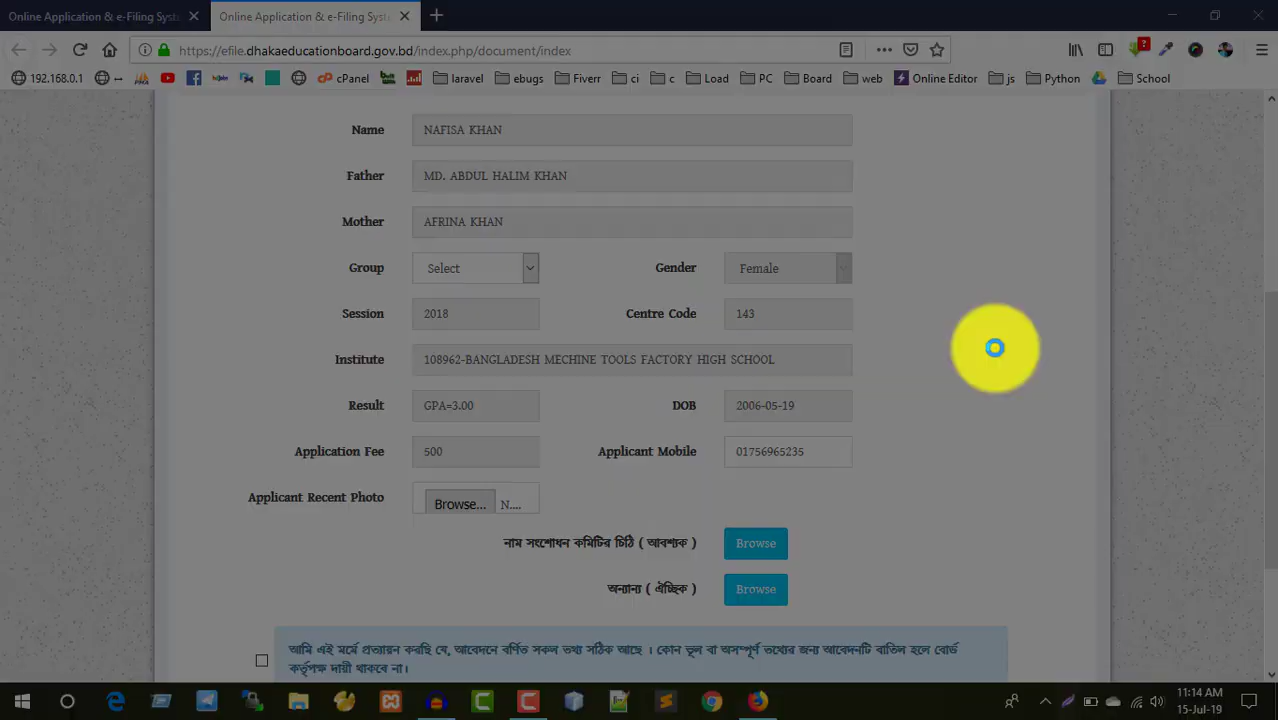 Online Application & e-Filing Syst
Online Application & e-Filing Syst
https://efile.dhakaeducationboard.gov.bd/index.php/document/index
192.168.0.1 cPanel laravel ebugs Fiverr ci c Load PC Board web Online Editor js Python School
Name NAFISA KHAN
Father MD. ABDUL HALIM KHAN
Mother AFRINA KHAN
Group Select Gender Female
Session 2018 Centre Code 143
Institute 108962-BANGLADESH MECHINE TOOLS FACTORY HIGH SCHOOL
Result GPA=3.00 DOB 2006-05-19
Application Fee 500 Applicant Mobile 01756965235
Applicant Recent Photo Browse... N....
নাম সংশোধন কমিটির চিঠি ( আবশ্যক ) Browse
অন্যান্য ( ঐচ্ছিক ) Browse
আমি এই মর্মে প্রত্যায়ন করছি যে, আবেদনে বর্ণিত সকল তথ্য সঠিক আছে । কোন ভূল বা অসম্পূর্ণ তথ্যের জন্য আবেদনটি বাতিল হলে বোর্ড
কর্তৃপক্ষ দায়ী থাকবে না।
11:14 AM
15-Jul-19